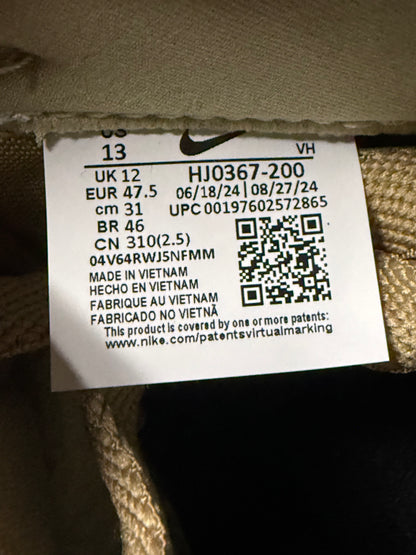 US
13
VH
UK 12
HJ0367-200
EUR 47.5
06/18/24 | 08/27/24
cm 31
UPC 00197602572865
BR 46
CN 310(2.5)
04V64RWJ5NFMM
MADE IN VIETNAM
HECHO EN VIETNAM
FABRIQUE AU VIETNAM
FABRICADO NO VIETNÃ
This product is covered by one or more patents:
www.nike.com/patentsvirtualmarking